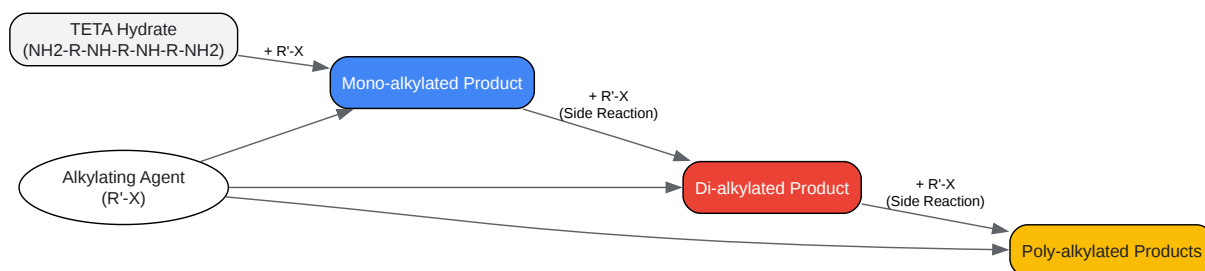 TETA Hydrate
(NH2-R-NH-R-NH-R-NH2)
+ R'-X
Mono-alkylated Product
+ R'-X
(Side Reaction)
Alkylating Agent
(R'-X)
Di-alkylated Product
+ R'-X
(Side Reaction)
Poly-alkylated Products